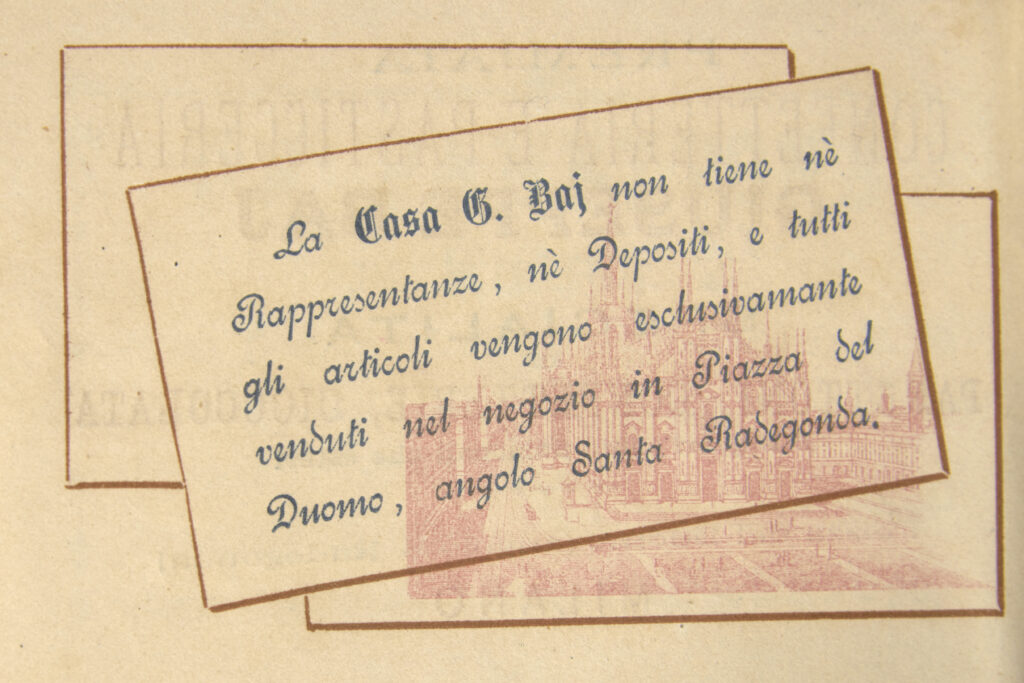 La Casa G. Baj non tiene nè
Rappresentanze, nè Depositi, e tutti
gli articoli vengono esclusivamante
venduti nel negozio in Piazza del
Duomo, angolo Santa Radegonda.